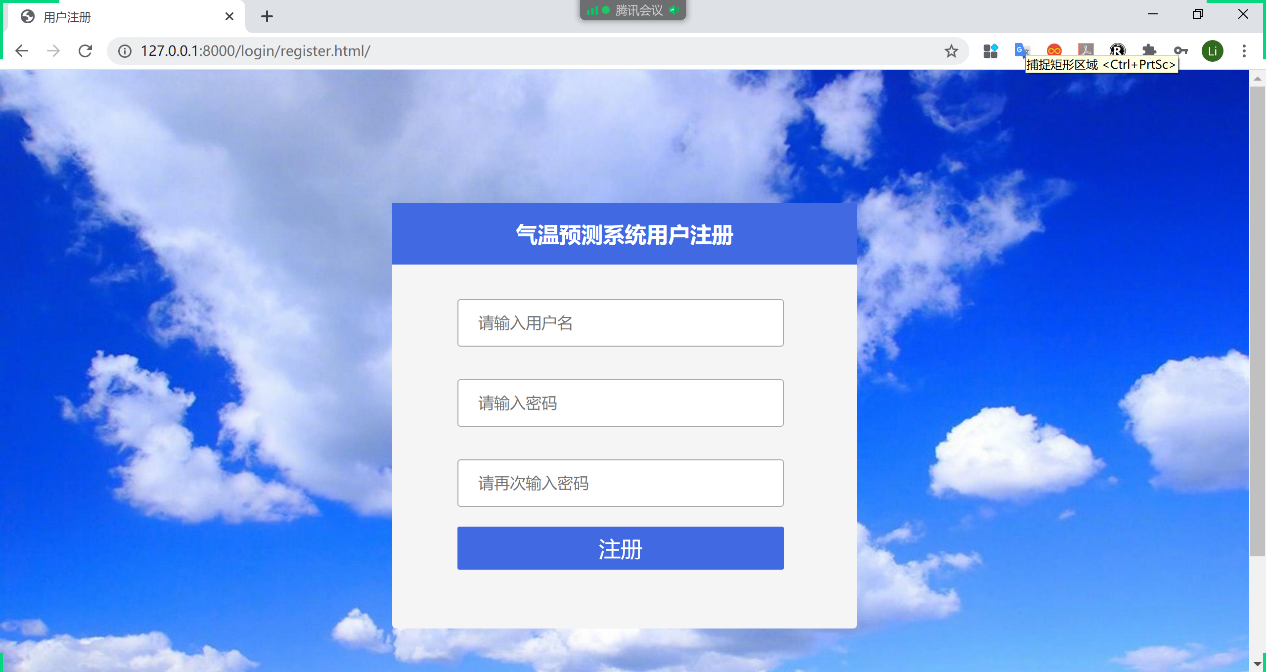 用户注册
腾讯会议
127.0.0.1:8000/login/register.html/
Li
捕捉矩形区域 <Ctrl+PrtSc>
气温预测系统用户注册
请输入用户名
请输入密码
请再次输入密码
注册